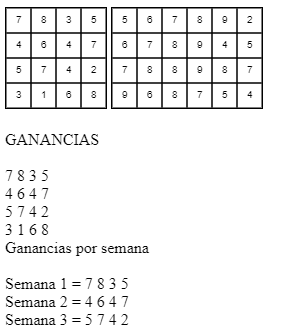 7 8 3 5 5 6 7 8 9 2
4 6 4 7 6 7 8 9 4 5
5 7 4 2 7 8 8 9 8 7
3 1 6 8 9 6 8 7 5 4
GANANCIAS
7 8 3 5
4 6 4 7
5 7 4 2
3 1 6 8
Ganancias por semana
Semana 1 = 7 8 3 5
Semana 2 = 4 6 4 7
Semana 3 = 5 7 4 2